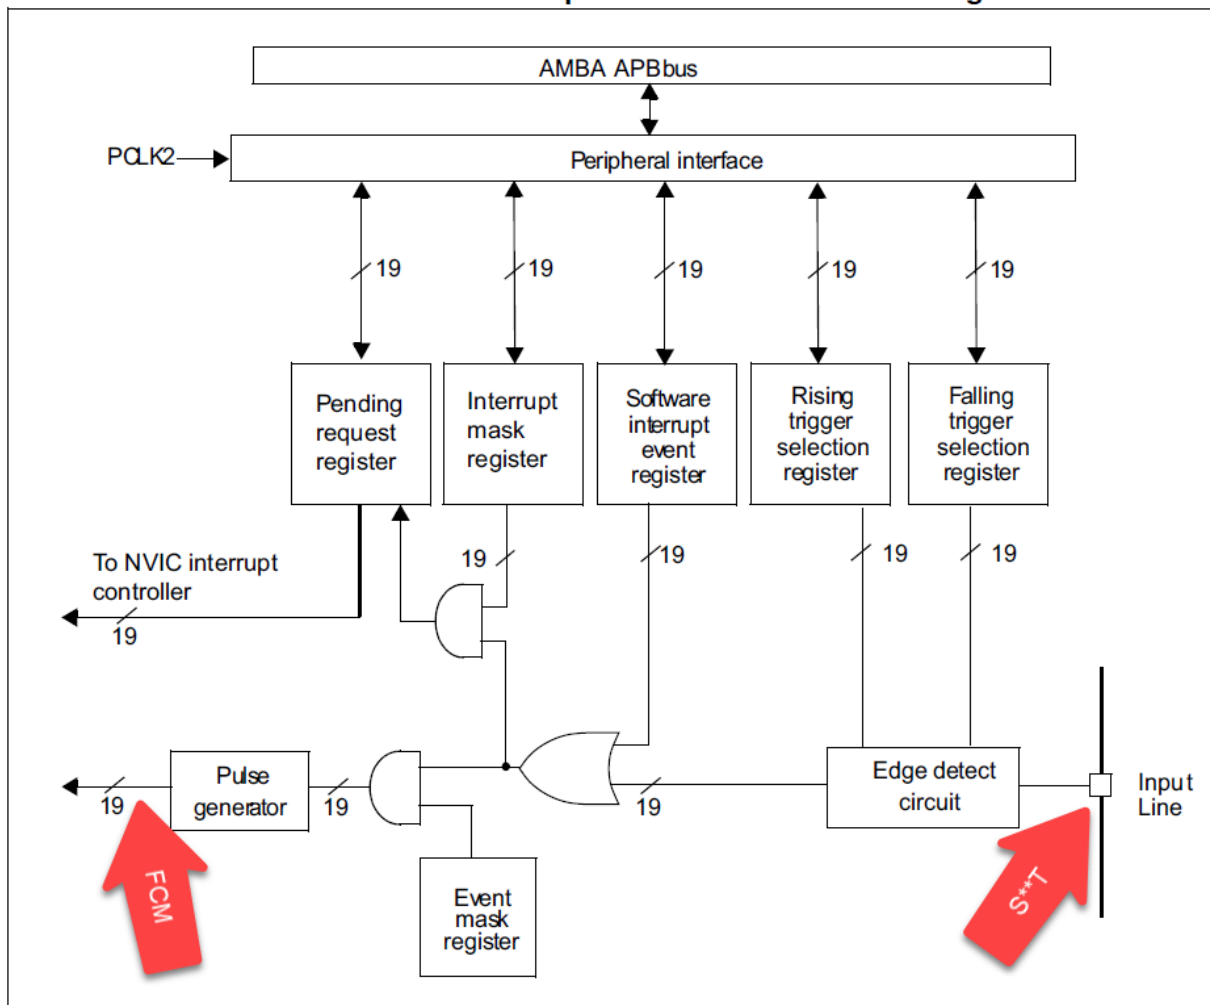 AMBA APB bus
PCLK2
Peripheral interface
19
19
19
19
19
Pending
request
register
Interrupt
mask
register
Software
interrupt
event
register
Rising
trigger
selection
register
Falling
trigger
selection
register
To NVIC interrupt
controller
19
19
19
19
19
Pulse
generator
Edge detect
circuit
Input
Line
19
19
19
Event
mask
register
FCM
S**T